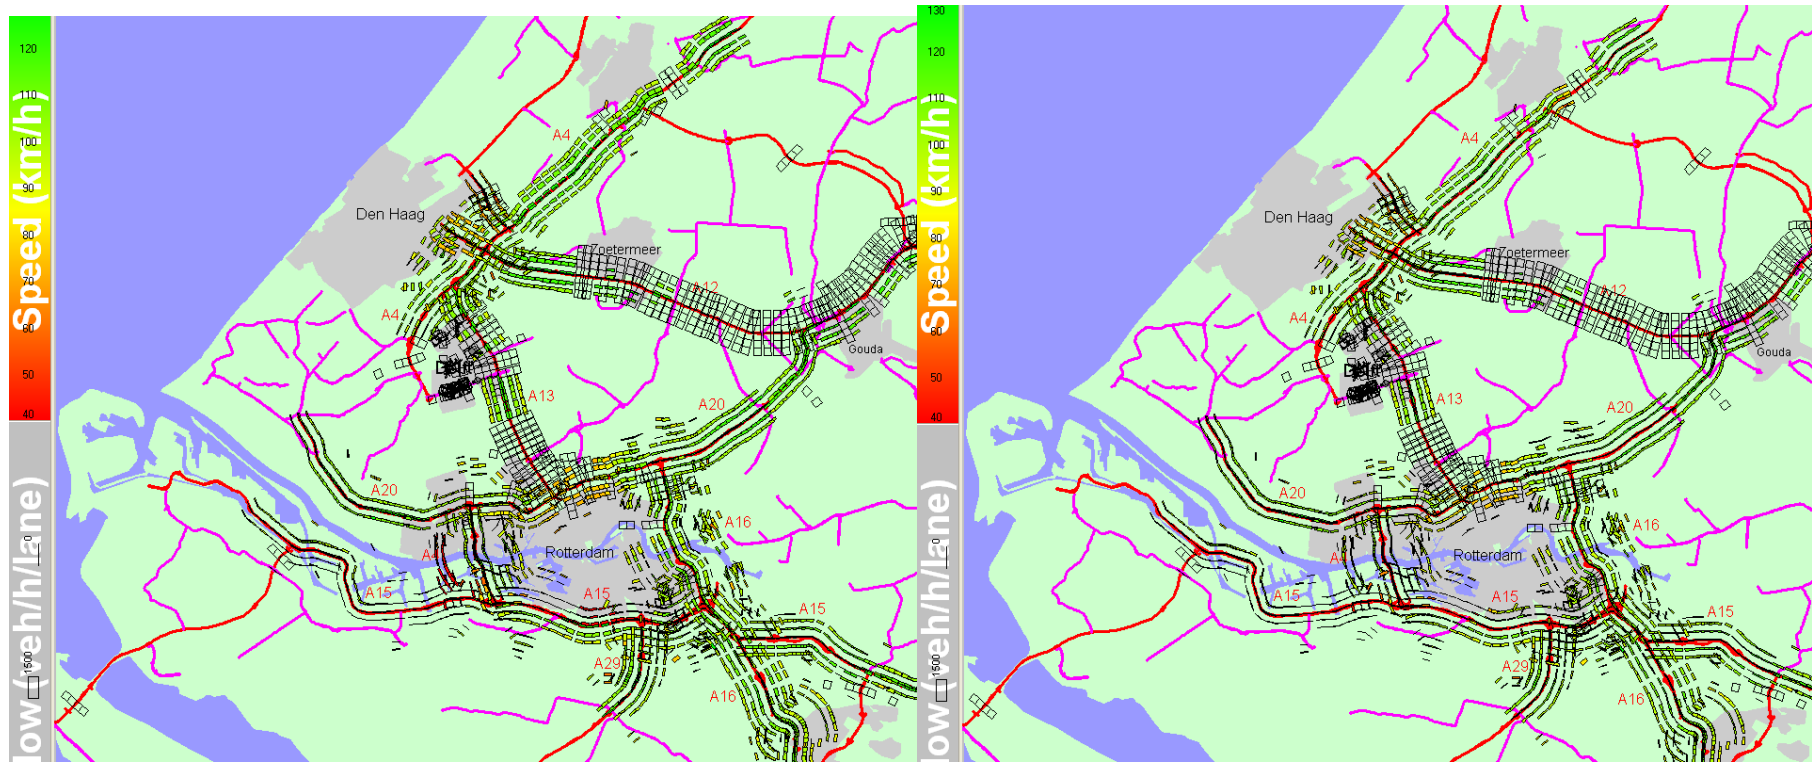 120
110
100
90
80
70
60
50
40
Speed (km/h)
0
1500
low (veh/h/lane)
A4
Den Haag
Zoetermeer
A12
A4
Gouda
A13
A20
A20
A16
Rotterdam
A15
A15
A15
A29
A16
130
120
110
100
90
80
70
60
50
40
Speed (km/h)
0
1500
low (veh/h/lane)
A4
Den Haag
Zoetermeer
A12
A4
Gouda
A13
A20
A20
A16
Rotterdam
A15
A15
A15
A29
A16